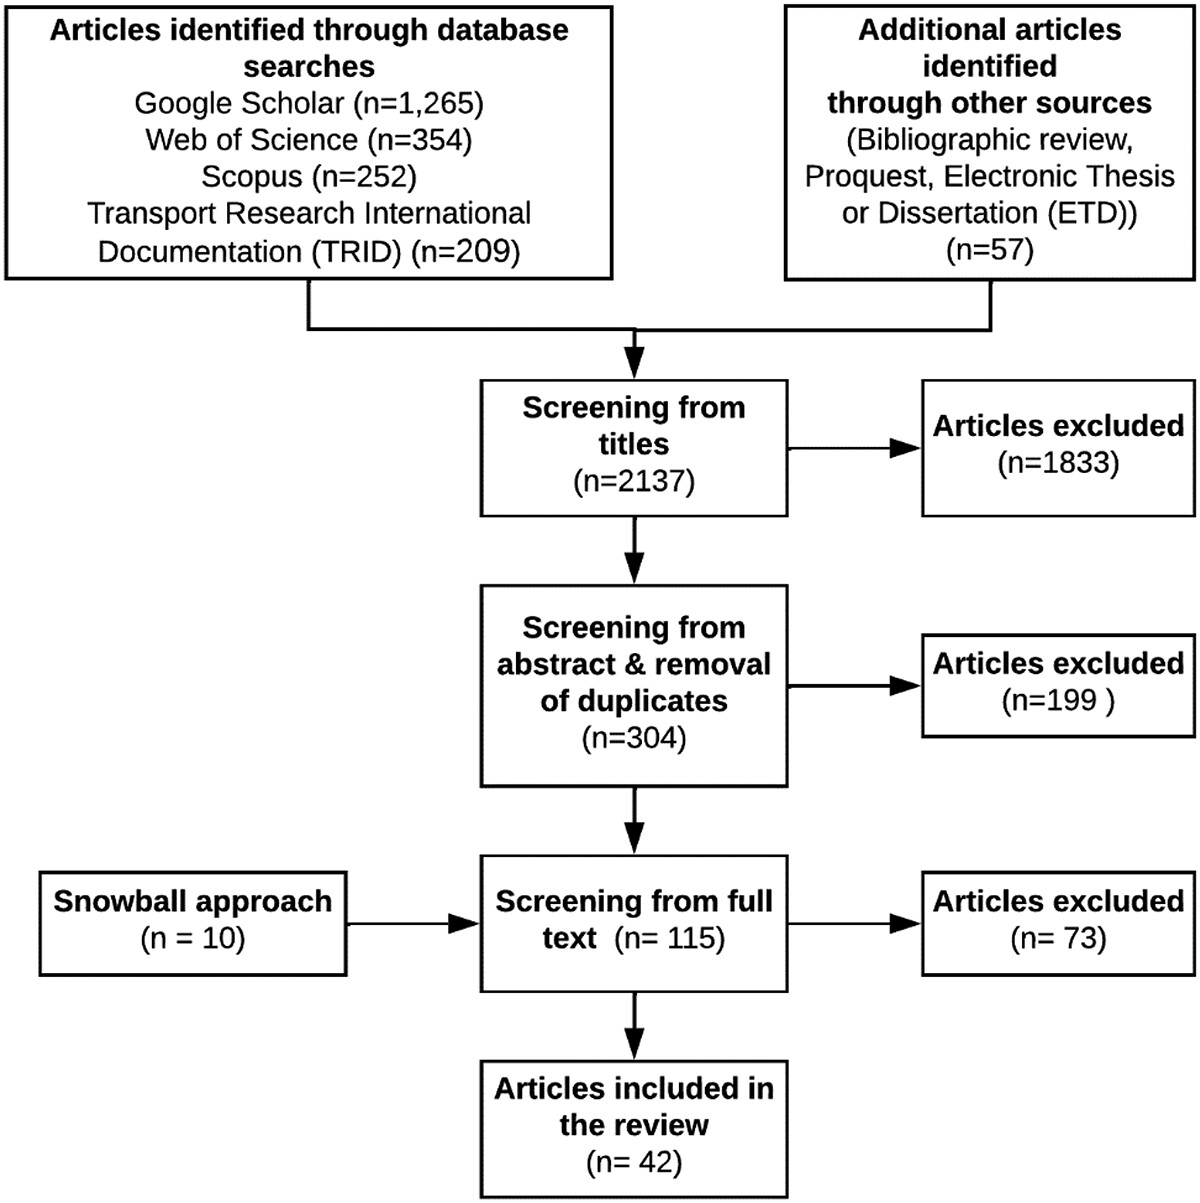 Articles identified through database
searches
Google Scholar (n=1,265)
Web of Science (n=354)
Scopus (n=252)
Transport Research International
Documentation (TRID) (n=209)
Additional articles
identified
through other sources
(Bibliographic review,
Proquest, Electronic Thesis
or Dissertation (ETD))
(n=57)
Screening from
titles
(n=2137)
Articles excluded
(n=1833)
Screening from
abstract & removal
of duplicates
(n=304)
Articles excluded
(n=199 )
Snowball approach
(n = 10)
Screening from full
text (n= 115)
Articles excluded
(n= 73)
Articles included in
the review
(n= 42)